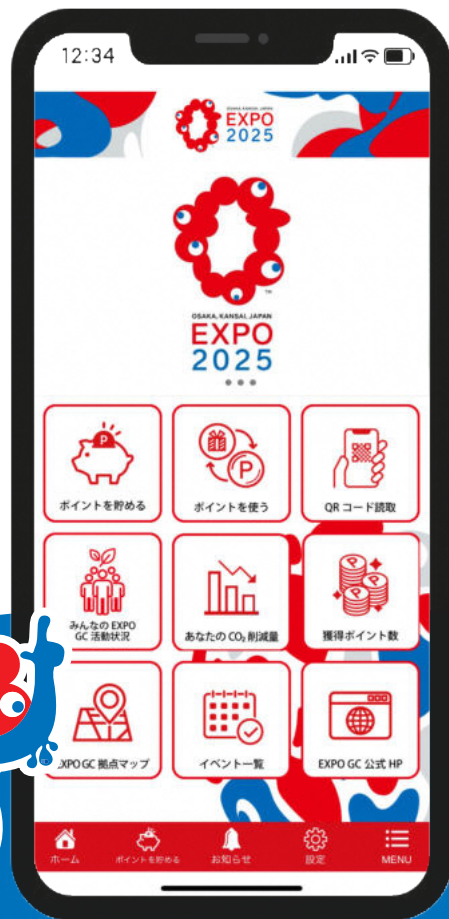 12:34
OSAKA, KANSAI, JAPAN
EXPO
2025
OSAKA, KANSAI, JAPAN
EXPO
2025
TM
P
P
ポイントを貯める
ポイントを使う
QRコード読取
P
みんなの EXPO
GC 活動状況
あなたの CO₂ 削減量
獲得ポイント数
XPO GC 拠点マップ
イベント一覧
EXPO GC 公式 HP
ホーム
ポイントを貯める
お知らせ
設定
MENU